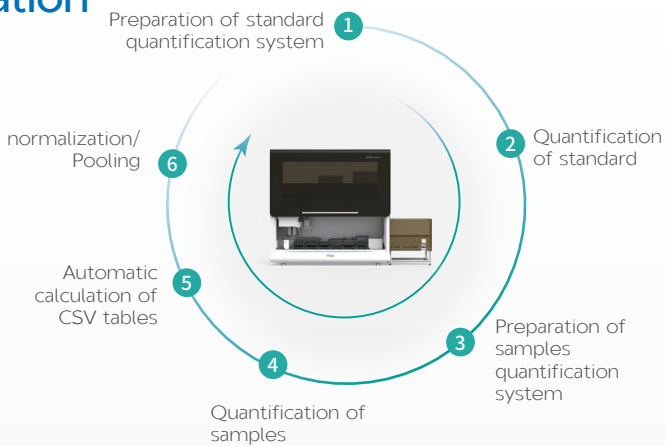 Preparation of standard
quantification system
1
2
Quantification
of standard
3
Preparation of
samples
quantification
system
4
Quantification of
samples
5
Automatic
calculation of
CSV tables
6
normalization/
Pooling